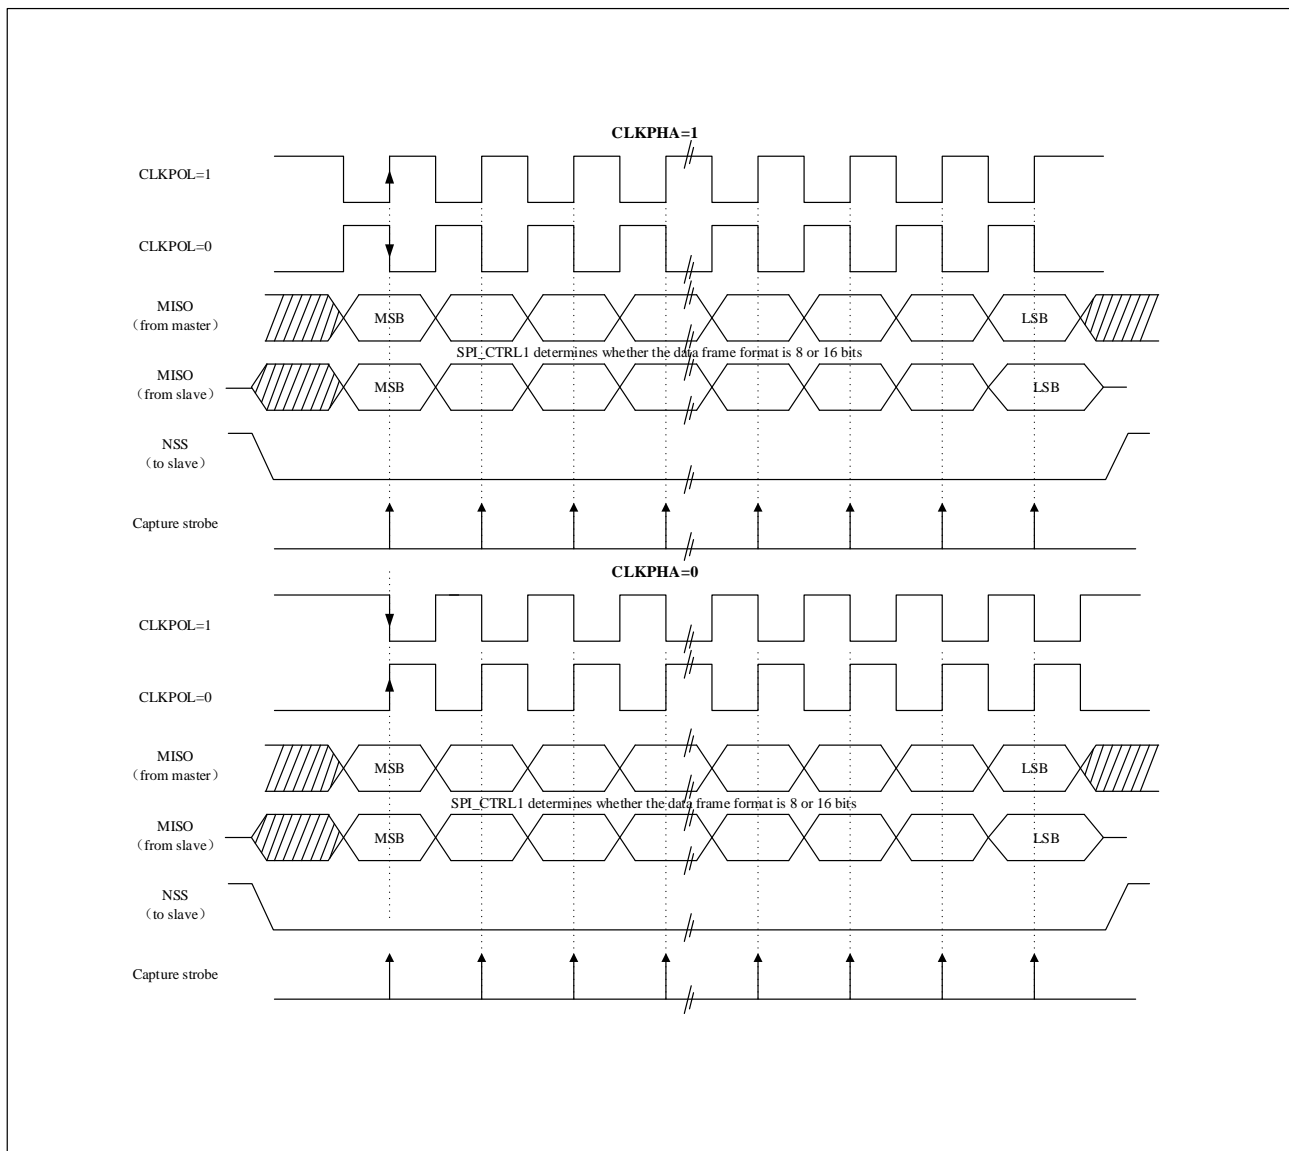 CLKPHA=1
CLKPOL=1
CLKPOL=0
MISO
（from master）
MSB
LSB
SPI_CTRL1 determines whether the data frame format is 8 or 16 bits
MISO
（from slave）
MSB
LSB
NSS
（to slave）
Capture strobe
CLKPHA=0
CLKPOL=1
CLKPOL=0
MISO
（from master）
MSB
LSB
SPI_CTRL1 determines whether the data frame format is 8 or 16 bits
MISO
（from slave）
MSB
LSB
NSS
（to slave）
Capture strobe